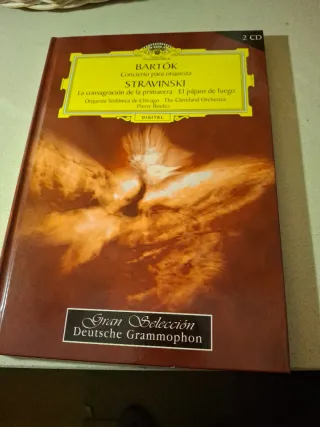 2 CD
BARTÓK
Concierto para orquesta
STRAVINSKI
La consagración de la primavera · El pájaro de fuego
Orquesta Sinfónica de Chicago · The Cleveland Orchestra
Pierre Boulez
DIGITAL
Gran Selección
Deutsche Grammophon